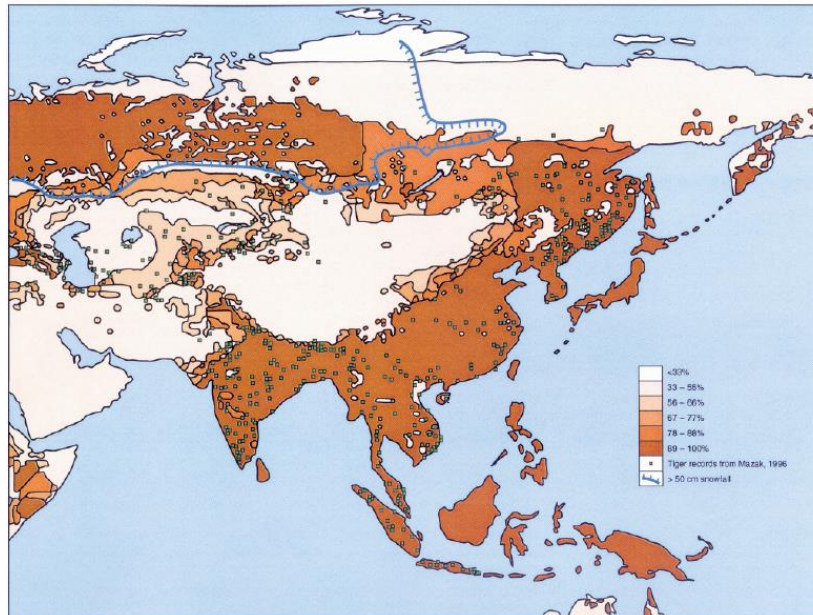 <33%
33 – 55%
56 – 66%
67 – 77%
78 – 88%
89 – 100%
Tiger records from Mazak, 1996
> 50 cm snowfall